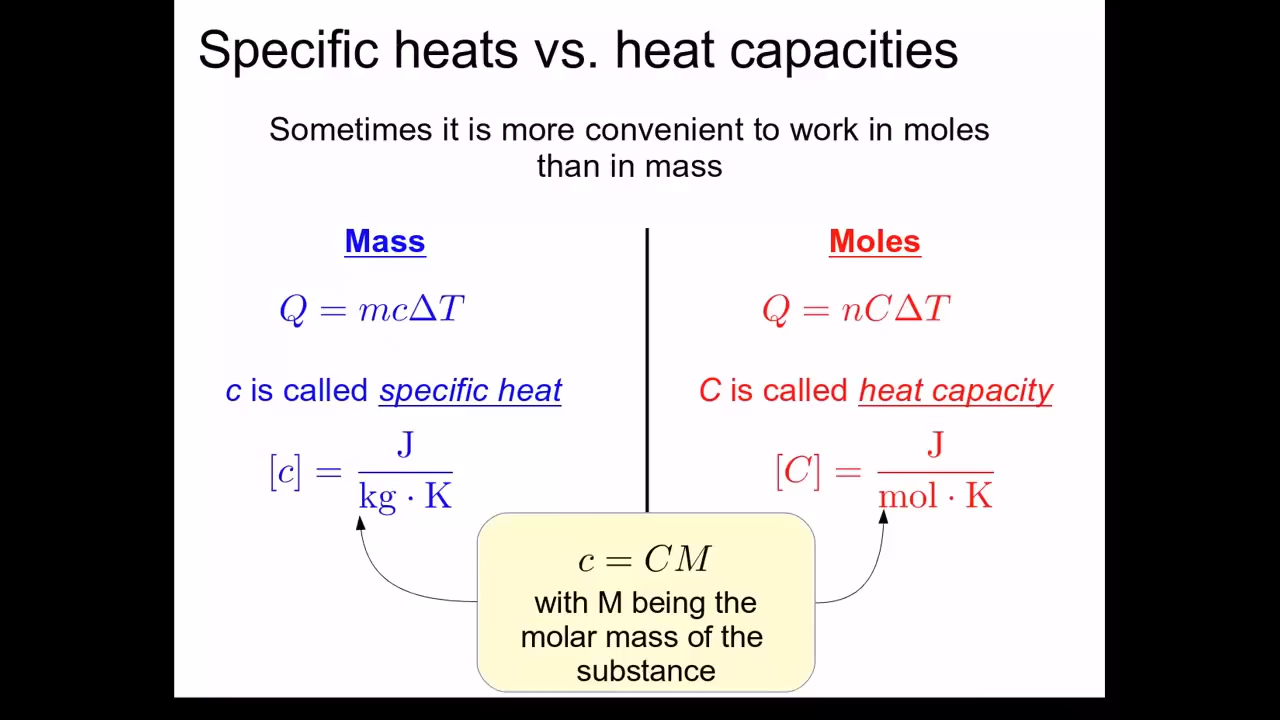 Specific heats vs. heat capacities
Sometimes it is more convenient to work in moles
than in mass
Mass
Q = mcΔT
c is called specific heat
[c] = J / kg · K
Moles
Q = nCΔT
C is called heat capacity
[C] = J / mol · K
c = CM
with M being the
molar mass of the
substance